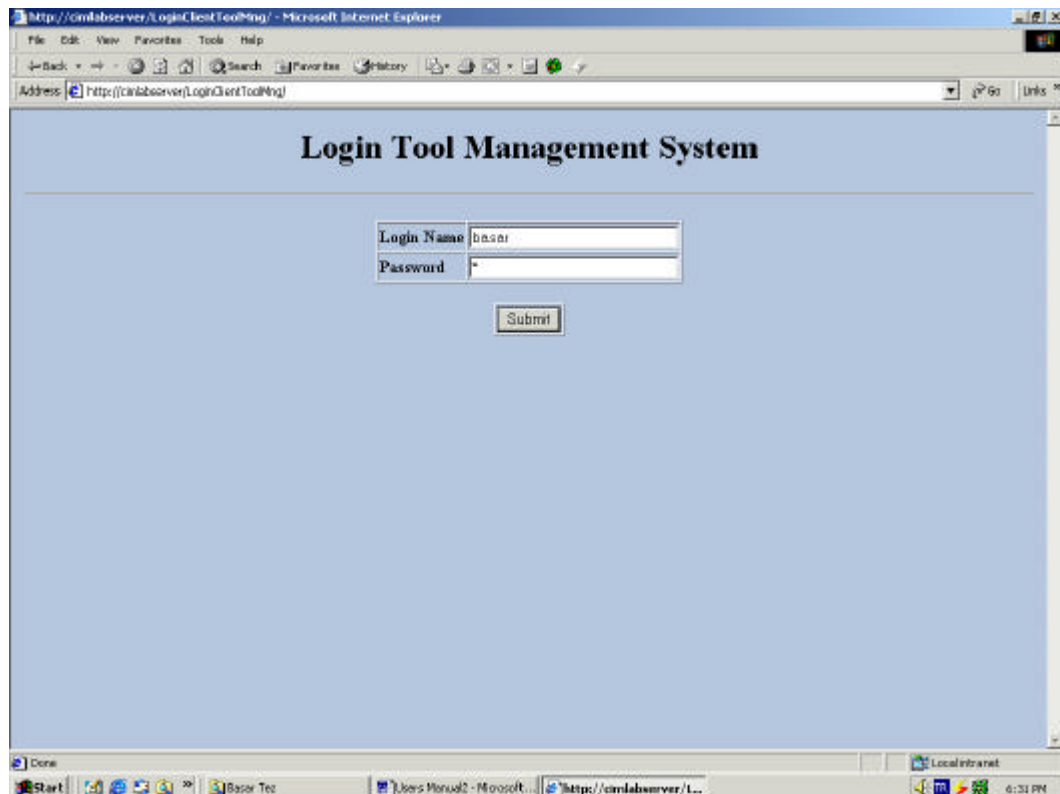 http://cimlabserver/LoginClientToolMng/ - Microsoft Internet Explorer
File Edit View Favorites Tools Help
Back Search Favorites History
Address http://cimlabserver/LoginClientToolMng/ Go Links »
Login Tool Management System
Login Name basar
Password *
Submit
Done Local intranet
Start » Basar Tez Users Manual2 - Microsoft... http://cimlabserver/L... 6:31 PM